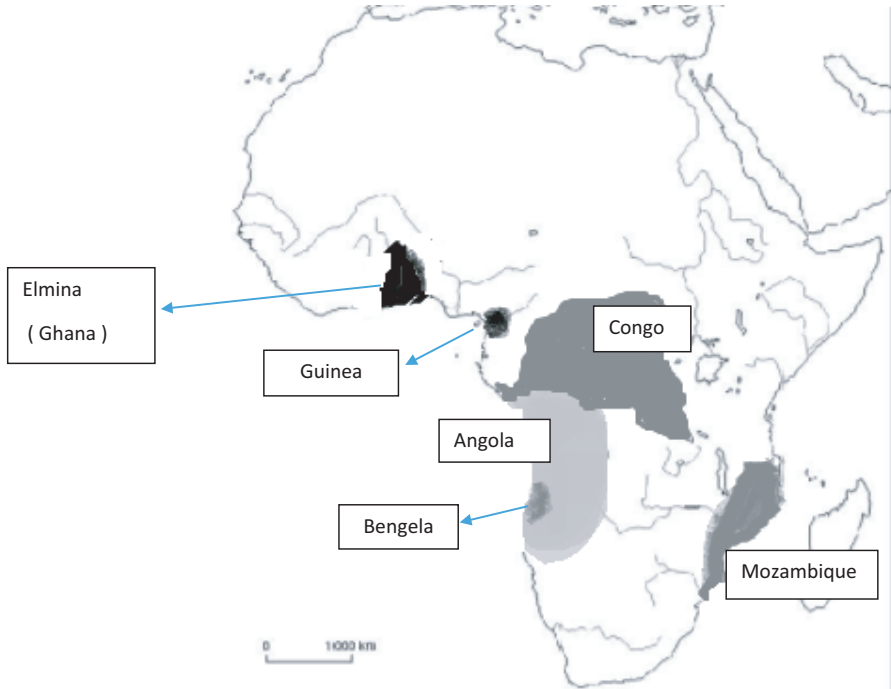 Elmina
( Ghana )
Guinea
Congo
Angola
Bengela
Mozambique
0 1000 km